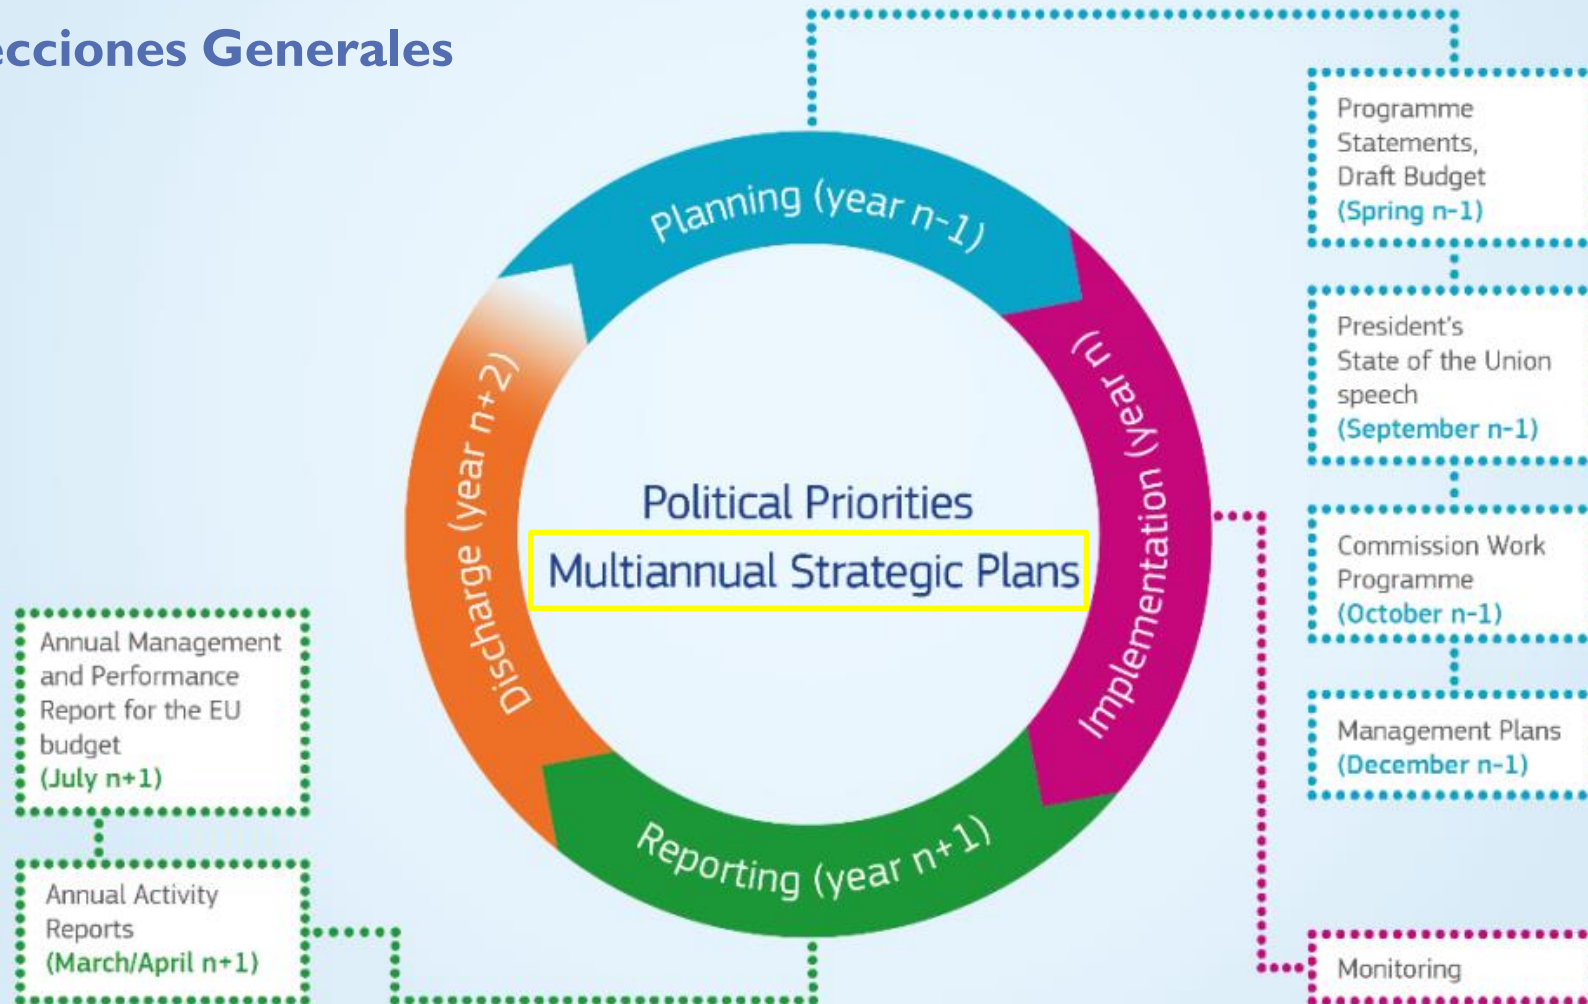 ecciones Generales
Planning (year n-1)
Implementation (year n)
Reporting (year n+1)
Discharge (year n+2)
Political Priorities
Multiannual Strategic Plans
Programme
Statements,
Draft Budget
(Spring n-1)
President's
State of the Union
speech
(September n-1)
Commission Work
Programme
(October n-1)
Management Plans
(December n-1)
Monitoring
Annual Management
and Performance
Report for the EU
budget
(July n+1)
Annual Activity
Reports
(March/April n+1)